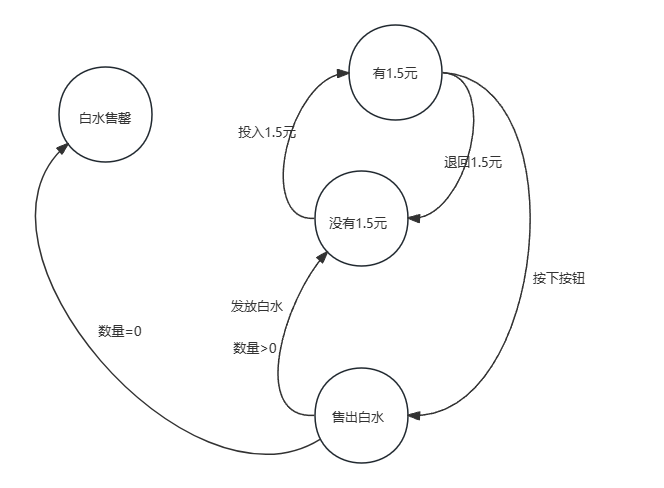 有1.5元
白水售罄
投入1.5元
退回1.5元
没有1.5元
按下按钮
发放白水
数量=0
数量>0
售出白水